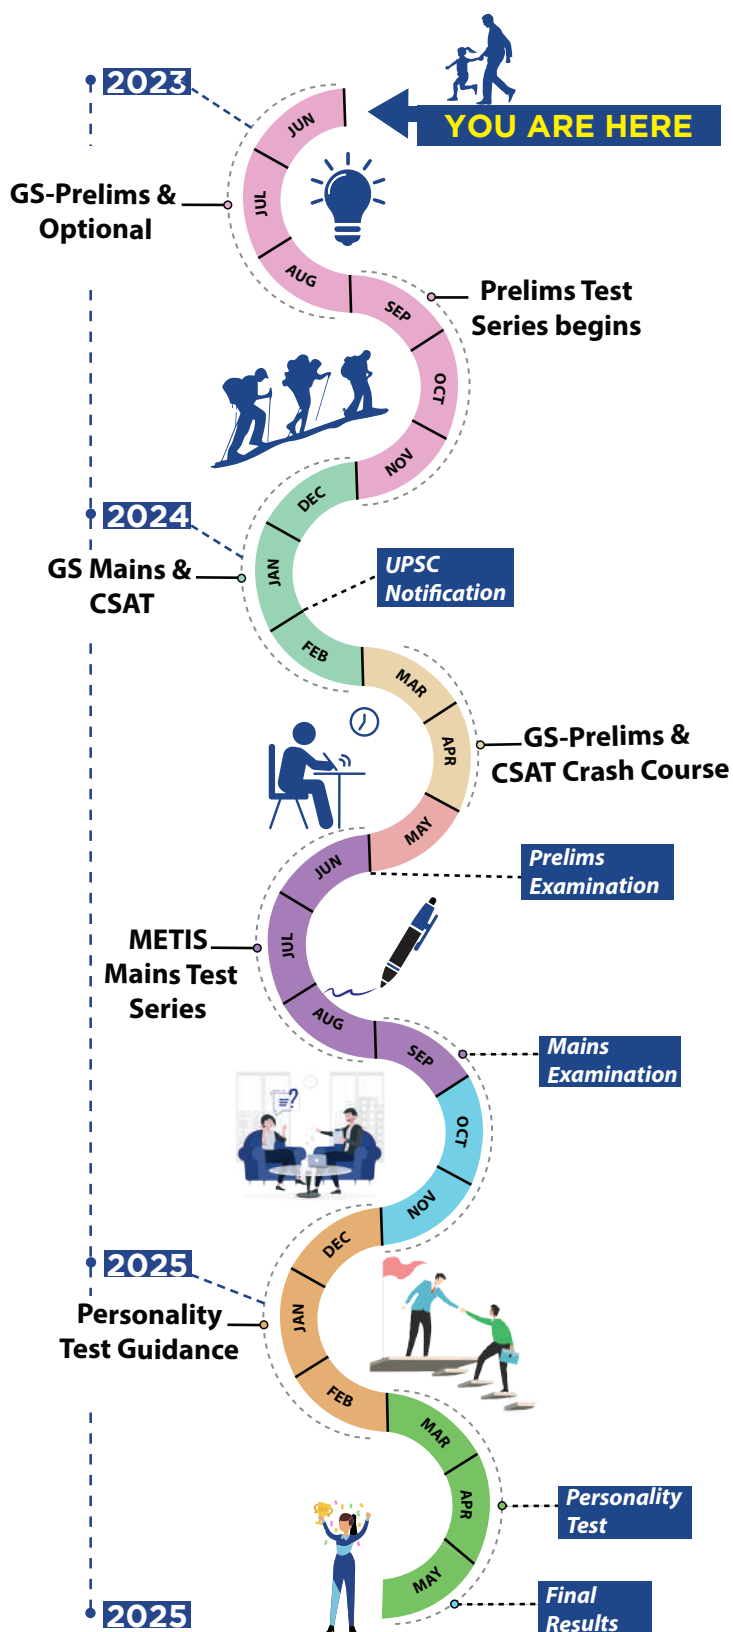 2023
YOU ARE HERE
JUN
JUL
AUG
GS-Prelims &
Optional
Prelims Test
Series begins
SEP
OCT
NOV
DEC
2024
GS Mains &
CSAT
JAN
UPSC
Notification
FEB
MAR
APR
GS-Prelims &
CSAT Crash Course
MAY
JUN
Prelims
Examination
JUL
METIS
Mains Test
Series
AUG
SEP
Mains
Examination
?
OCT
NOV
DEC
2025
Personality
Test Guidance
JAN
FEB
MAR
APR
Personality
Test
MAY
Final
Results
2025